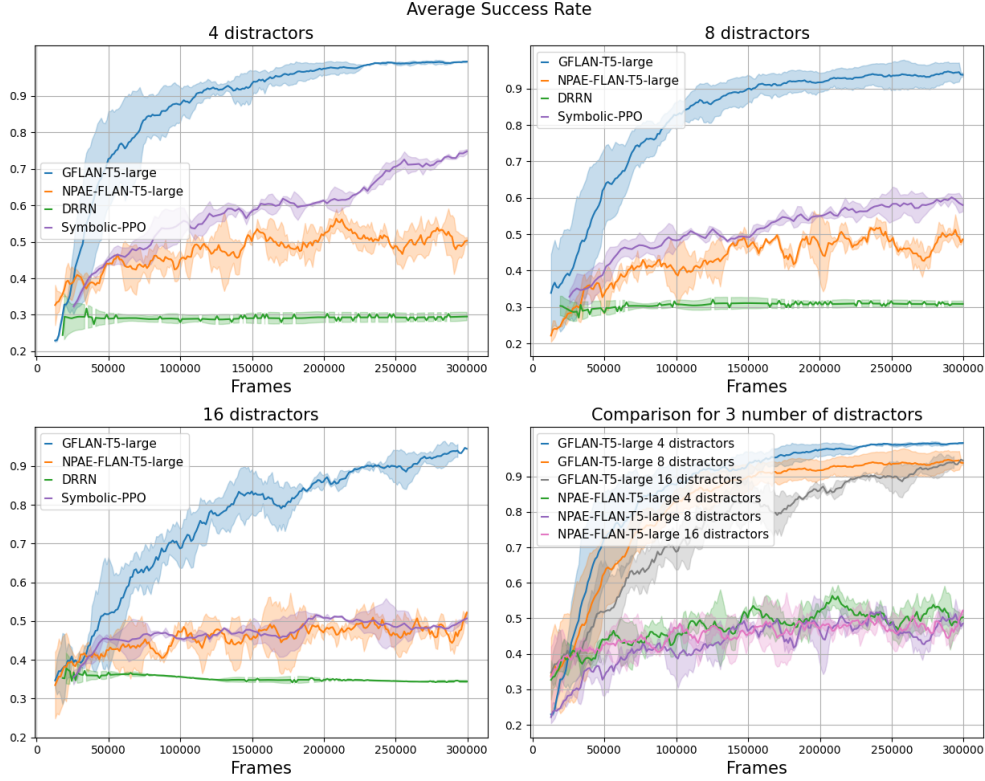 Average Success Rate
4 distractors
0.9
0.8
0.7
0.6
0.5
0.4
0.3
0.2
GFLAN-T5-large
NPAE-FLAN-T5-large
DRRN
Symbolic-PPO
0 50000 100000 150000 200000 250000 300000
Frames
8 distractors
0.9
0.8
0.7
0.6
0.5
0.4
0.3
0.2
GFLAN-T5-large
NPAE-FLAN-T5-large
DRRN
Symbolic-PPO
0 50000 100000 150000 200000 250000 300000
Frames
16 distractors
0.9
0.8
0.7
0.6
0.5
0.4
0.3
0.2
GFLAN-T5-large
NPAE-FLAN-T5-large
DRRN
Symbolic-PPO
0 50000 100000 150000 200000 250000 300000
Frames
Comparison for 3 number of distractors
0.9
0.8
0.7
0.6
0.5
0.4
0.3
0.2
GFLAN-T5-large 4 distractors
GFLAN-T5-large 8 distractors
GFLAN-T5-large 16 distractors
NPAE-FLAN-T5-large 4 distractors
NPAE-FLAN-T5-large 8 distractors
NPAE-FLAN-T5-large 16 distractors
0 50000 100000 150000 200000 250000 300000
Frames